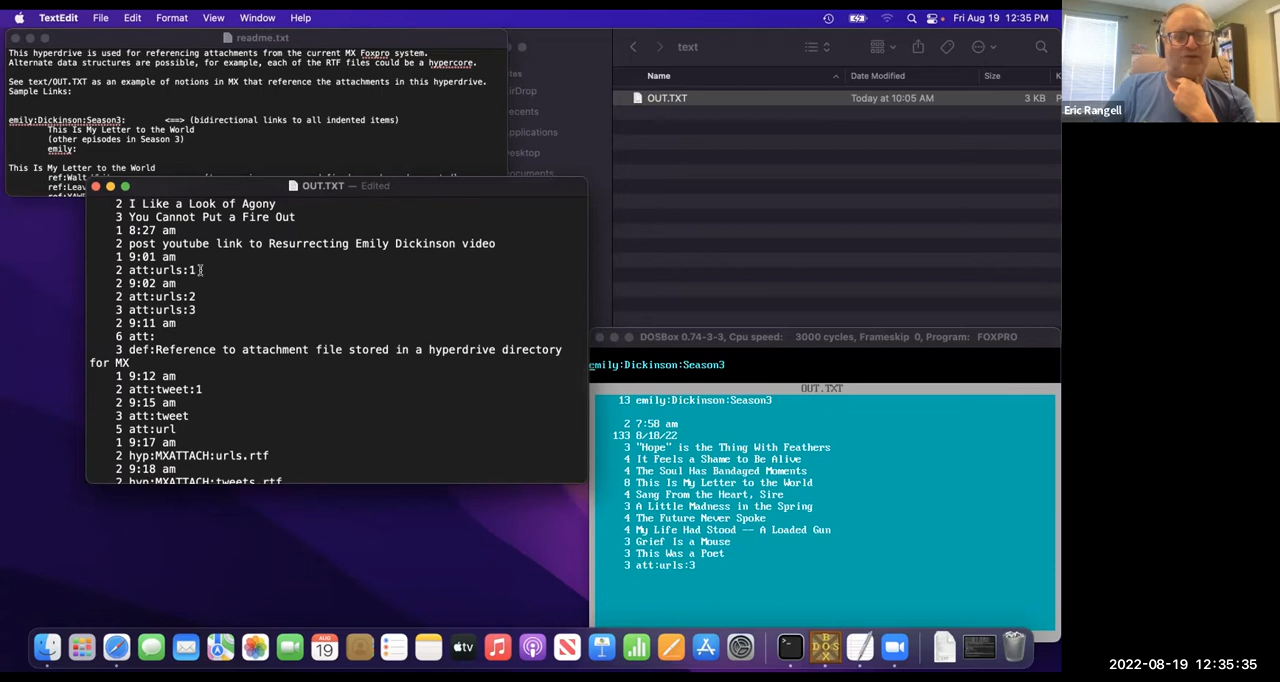 TextEdit File Edit Format View Window Help Fri Aug 19 12:35 PM
readme.txt
This hyperdrive is used for referencing attachments from the current MX Foxpro system.
Alternate data structures are possible, for example, each of the RTF files could be a hypercore.
See text/OUT.TXT as an example of notions in MX that reference the attachments in this hyperdrive.
Sample Links:
emily:Dickinson:Season3: <==> (bidirectional links to all indented items)
This Is My Letter to the World
(other episodes in Season 3)
emily:
This Is My Letter to the World
OUT.TXT — Edited
2 I Like a Look of Agony
3 You Cannot Put a Fire Out
1 8:27 am
2 post youtube link to Resurrecting Emily Dickinson video
1 9:01 am
2 att:urls:1
2 9:02 am
2 att:urls:2
3 att:urls:3
2 9:11 am
6 att:
3 def:Reference to attachment file stored in a hyperdrive directory
for MX
1 9:12 am
2 att:tweet:1
2 9:15 am
3 att:tweet
5 att:url
1 9:17 am
2 hyp:MXATTACH:urls.rtf
2 9:18 am
2 hyp:MXATTACH:tweets.rtf
text
Name Date Modified Size
OUT.TXT Today at 10:05 AM 3 KB
DOSBox 0.74-3-3, Cpu speed: 3000 cycles, Frameskip 0, Program: FOXPRO
emily:Dickinson:Season3
OUT.TXT
13 emily:Dickinson:Season3
2 7:58 am
133 8/18/22
3 "Hope" is the Thing With Feathers
4 It Feels a Shame to Be Alive
4 The Soul Has Bandaged Moments
8 This Is My Letter to the World
4 Sang From the Heart, Sire
3 A Little Madness in the Spring
4 The Future Never Spoke
4 My Life Had Stood -- A Loaded Gun
3 Grief Is a Mouse
3 This Was a Poet
3 att:urls:3
Eric Rangell
AUG
19
tv
DOS
2022-08-19 12:35:35